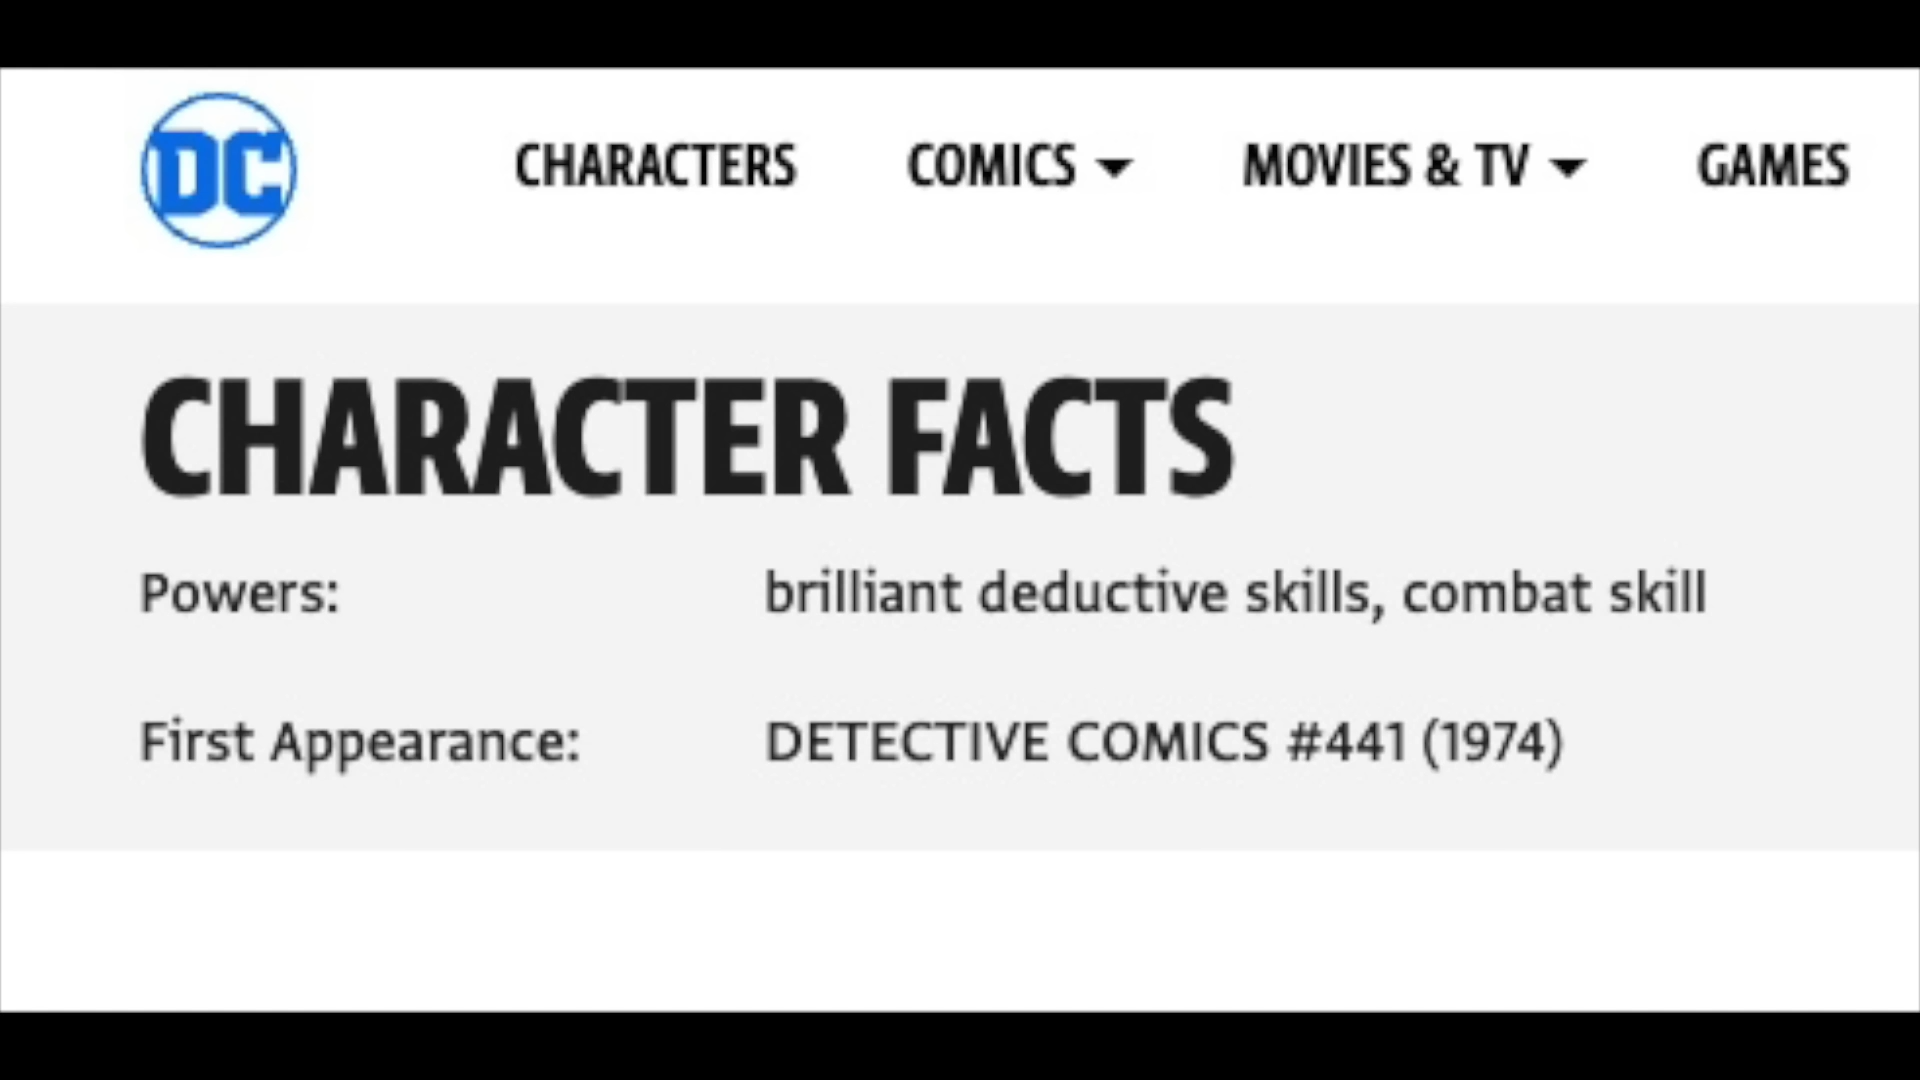 DC CHARACTERS COMICS MOVIES & TV GAMES
CHARACTER FACTS
Powers: brilliant deductive skills, combat skill
First Appearance: DETECTIVE COMICS #441 (1974)